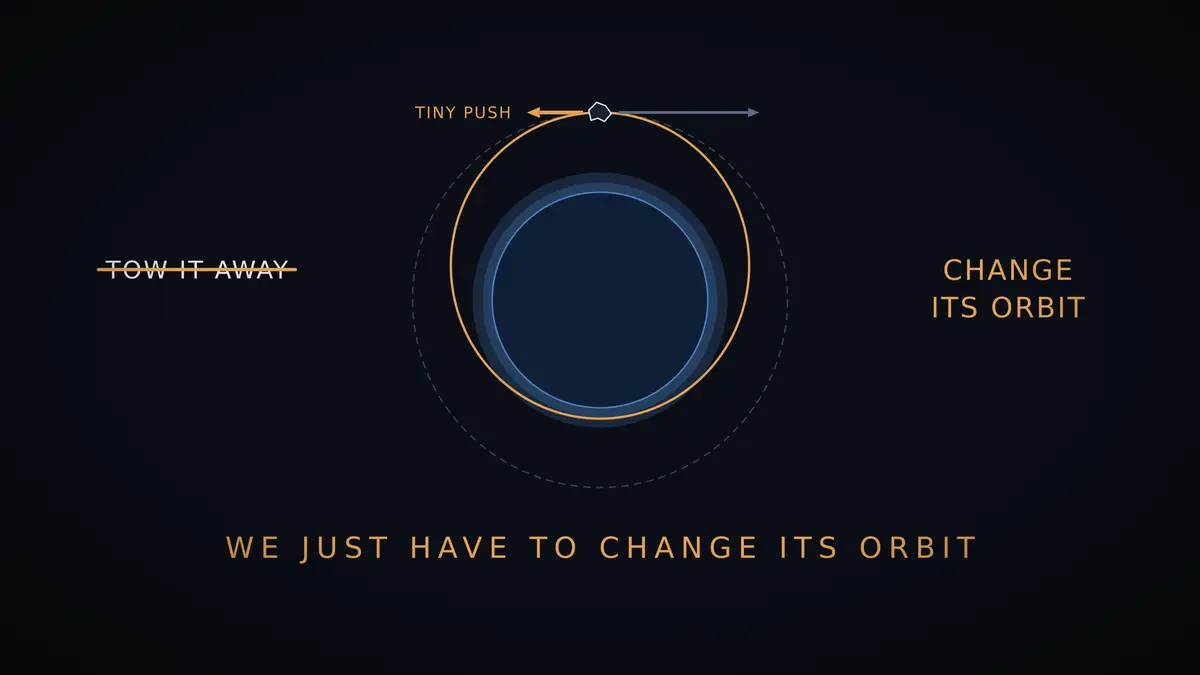 TINY PUSH
TOW IT AWAY
CHANGE
ITS ORBIT
WE JUST HAVE TO CHANGE ITS ORBIT